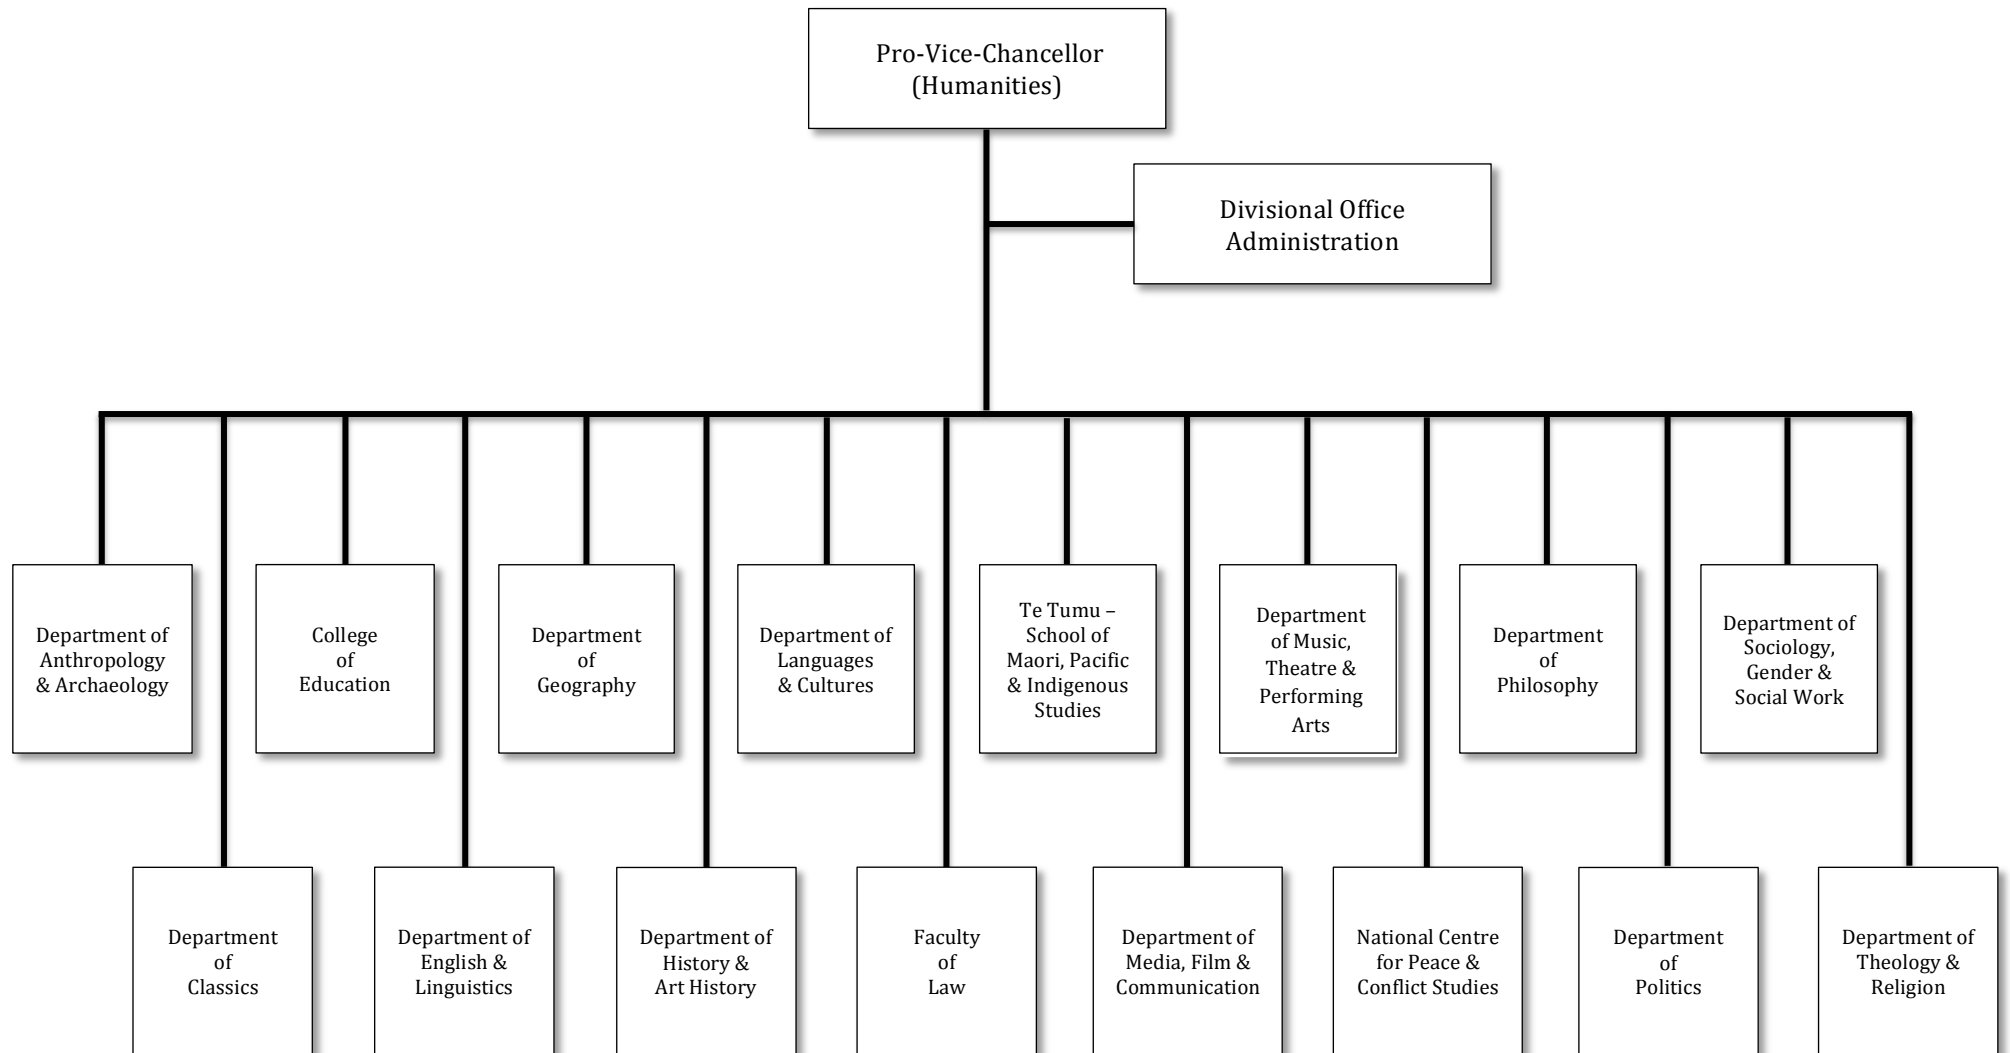 Pro-Vice-Chancellor
(Humanities)
Divisional Office
Administration
Department of
Anthropology
& Archaeology
College
of
Education
Department
of
Geography
Department of
Languages
& Cultures
Te Tumu –
School of
Maori, Pacific
& Indigenous
Studies
Department
of Music,
Theatre &
Performing
Arts
Department
of
Philosophy
Department of
Sociology,
Gender &
Social Work
Department
of
Classics
Department of
English &
Linguistics
Department of
History &
Art History
Faculty
of
Law
Department of
Media, Film &
Communication
National Centre
for Peace &
Conflict Studies
Department
of
Politics
Department of
Theology &
Religion